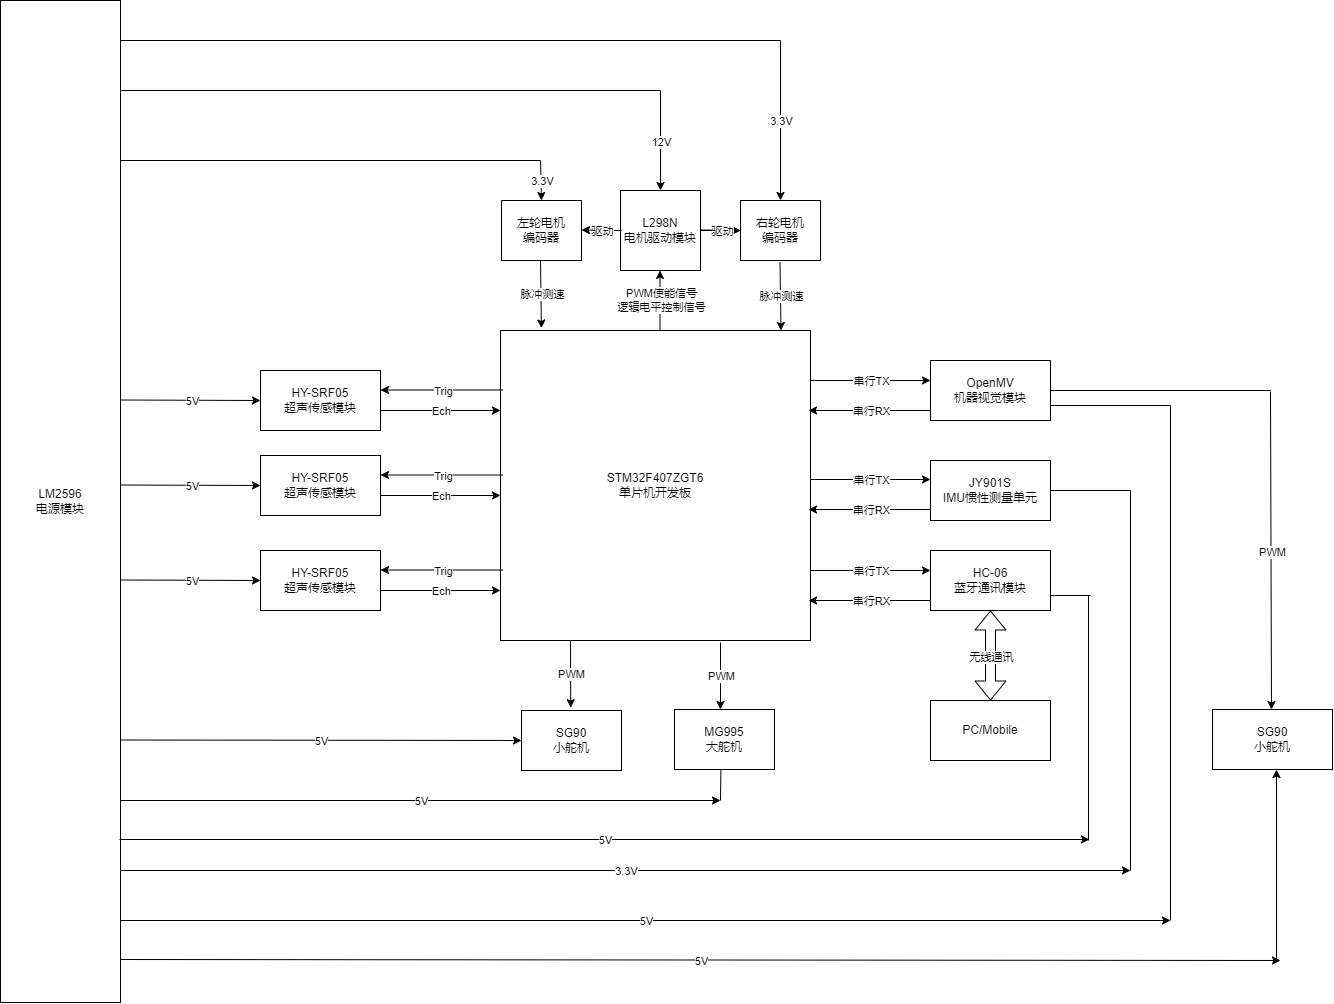 3.3V
12V
3.3V
左轮电机
编码器
驱动
L298N
电机驱动模块
驱动
右轮电机
编码器
脉冲测速
PWM使能信号
逻辑电平控制信号
脉冲测速
5V
HY-SRF05
超声传感模块
Trig
Ech
串行TX
串行RX
OpenMV
机器视觉模块
LM2596
电源模块
5V
HY-SRF05
超声传感模块
Trig
Ech
STM32F407ZGT6
单片机开发板
串行TX
串行RX
JY901S
IMU惯性测量单元
5V
HY-SRF05
超声传感模块
Trig
Ech
串行TX
串行RX
HC-06
蓝牙通讯模块
PWM
无线通讯
PWM
PWM
5V
SG90
小舵机
MG995
大舵机
PC/Mobile
SG90
小舵机
5V
5V
3.3V
5V
5V